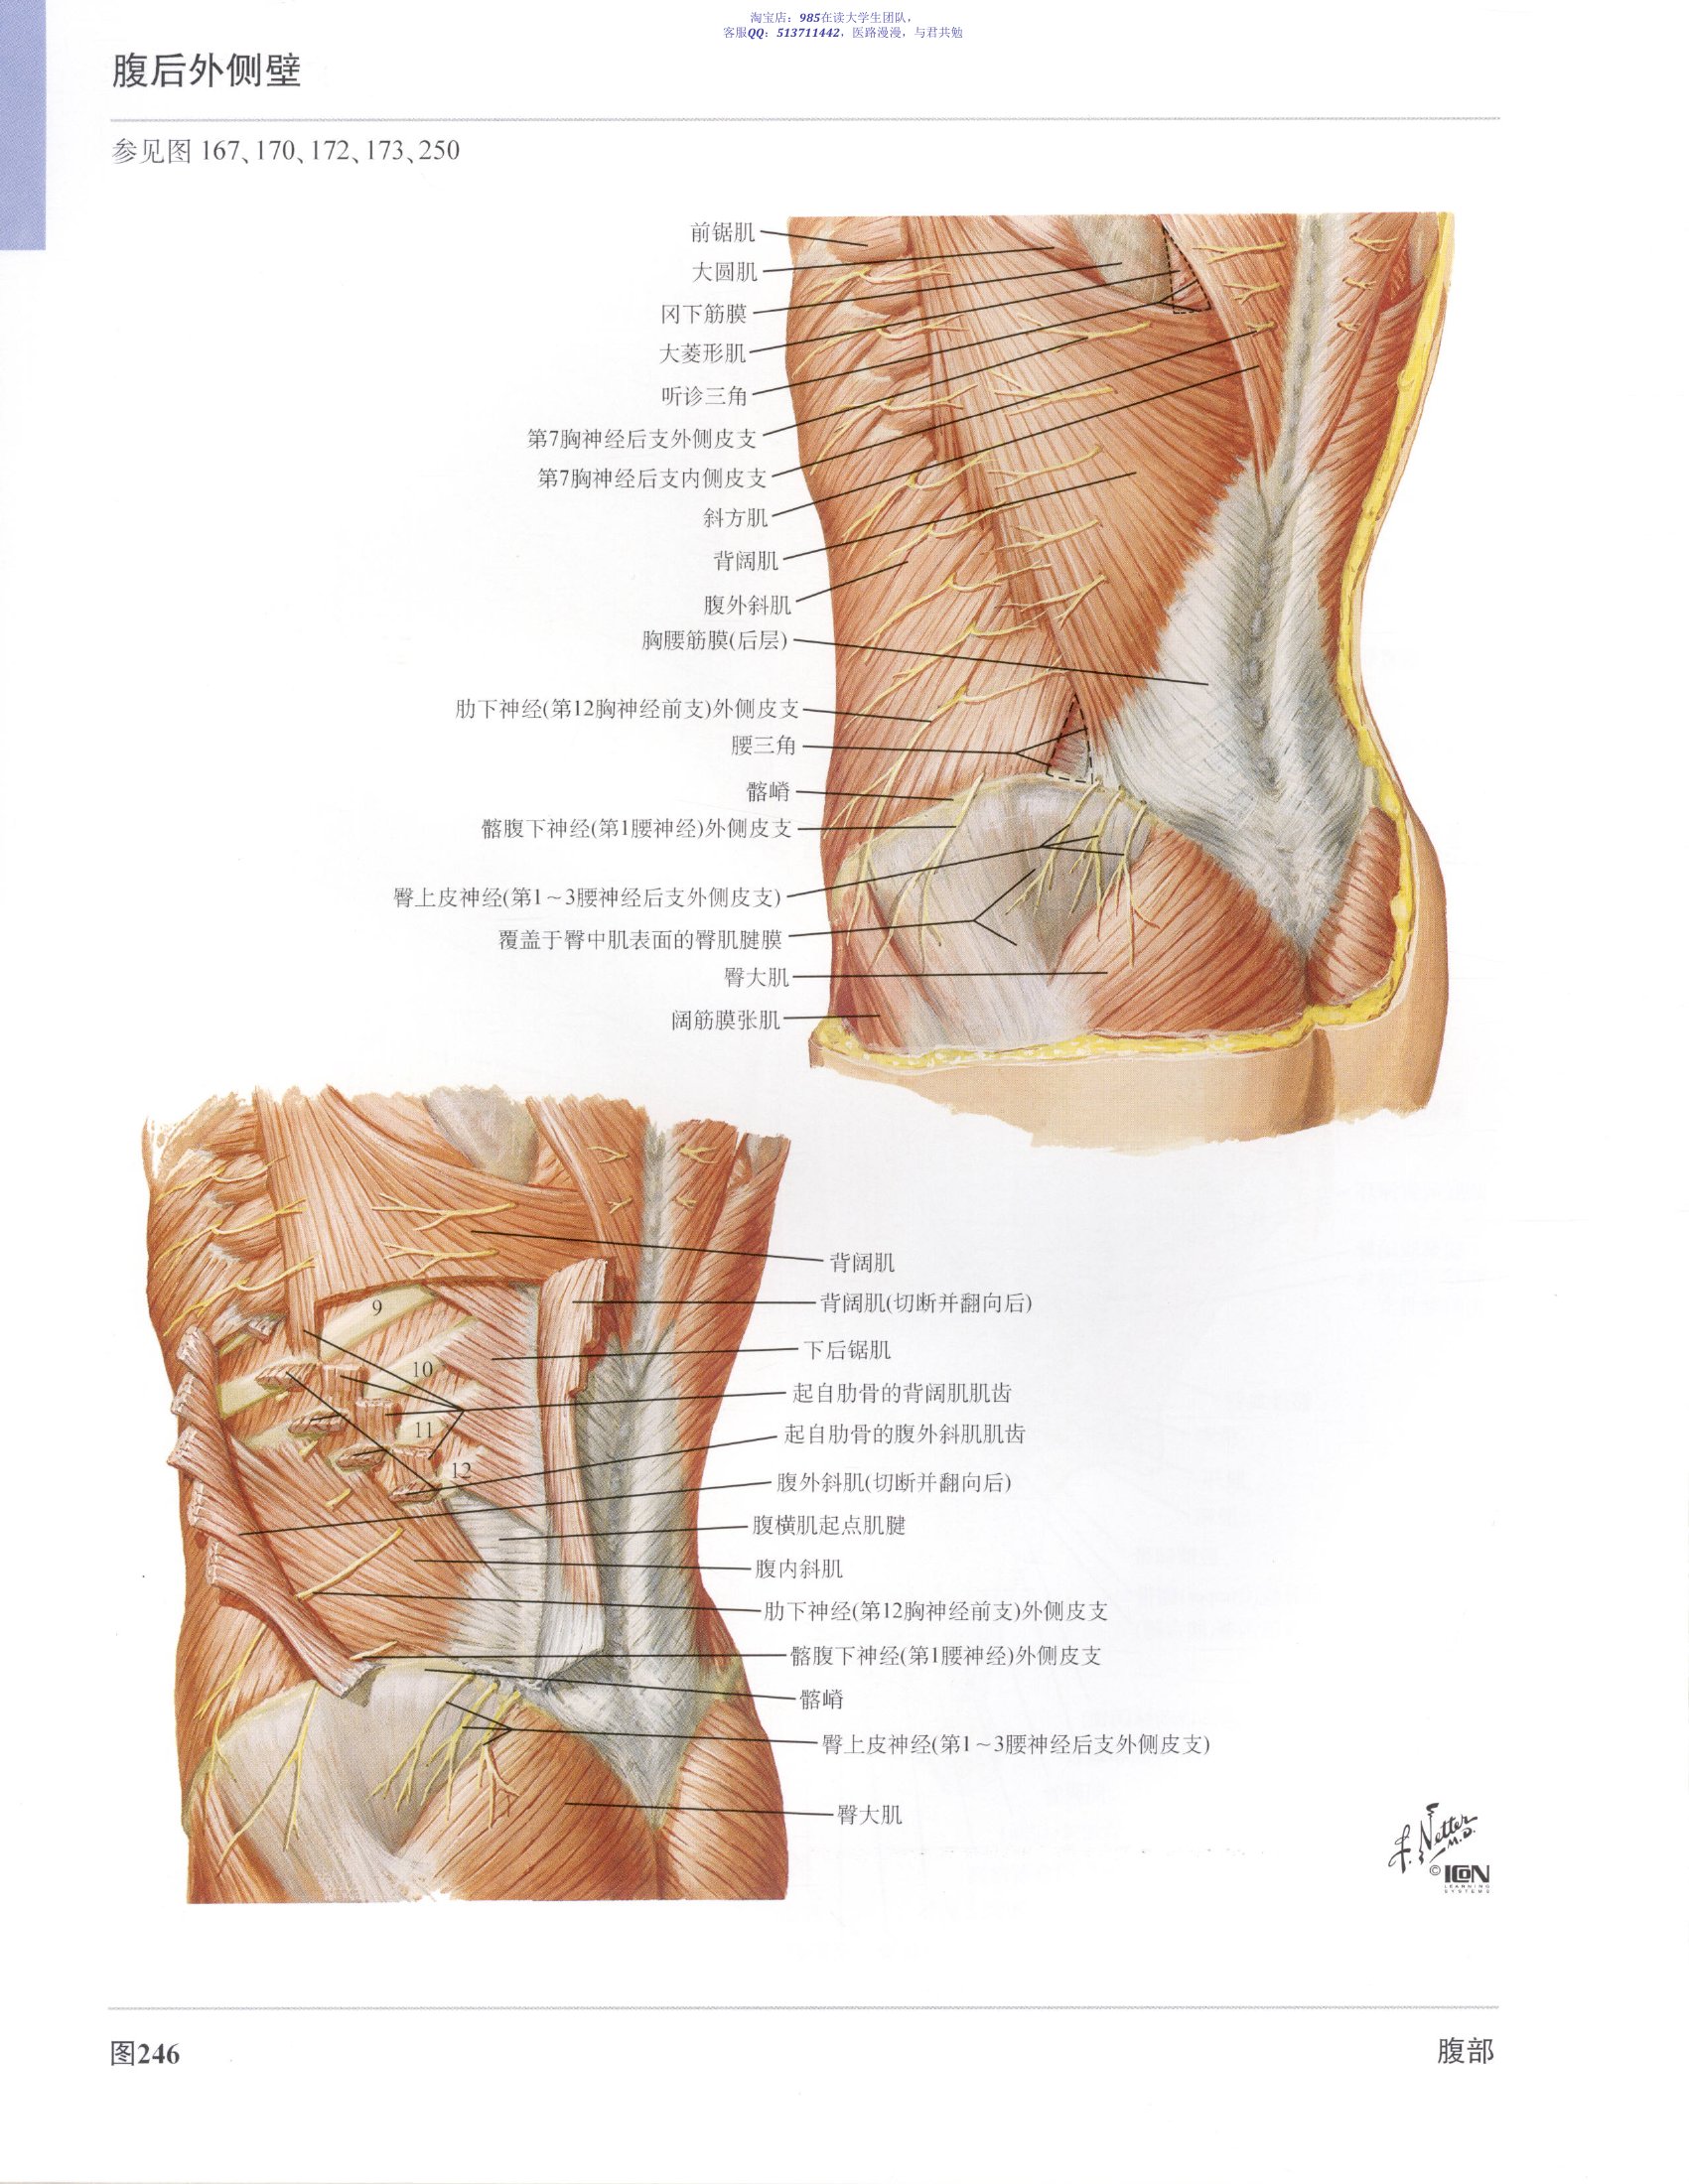 淘宝店：985在读大学生团队，
客服QQ：513711442，医路漫漫，与君共勉
腹后外侧壁
参见图 167、170、172、173、250
前锯肌
大圆肌
冈下筋膜
大菱形肌
听诊三角
第7胸神经后支外侧皮支
第7胸神经后支内侧皮支
斜方肌
背阔肌
腹外斜肌
胸腰筋膜(后层)
肋下神经(第12胸神经前支)外侧皮支
腰三角
髂嵴
髂腹下神经(第1腰神经)外侧皮支
臀上皮神经(第1～3腰神经后支外侧皮支)
覆盖于臀中肌表面的臀肌腱膜
臀大肌
阔筋膜张肌
背阔肌
背阔肌(切断并翻向后)
下后锯肌
起自肋骨的背阔肌肌齿
起自肋骨的腹外斜肌肌齿
腹外斜肌(切断并翻向后)
腹横肌起点肌腱
腹内斜肌
肋下神经(第12胸神经前支)外侧皮支
髂腹下神经(第1腰神经)外侧皮支
髂嵴
臀上皮神经(第1～3腰神经后支外侧皮支)
臀大肌
9
10
11
12
F. Netter
M.D.
© ICON
LEARNING
SYSTEMS
图246
腹部